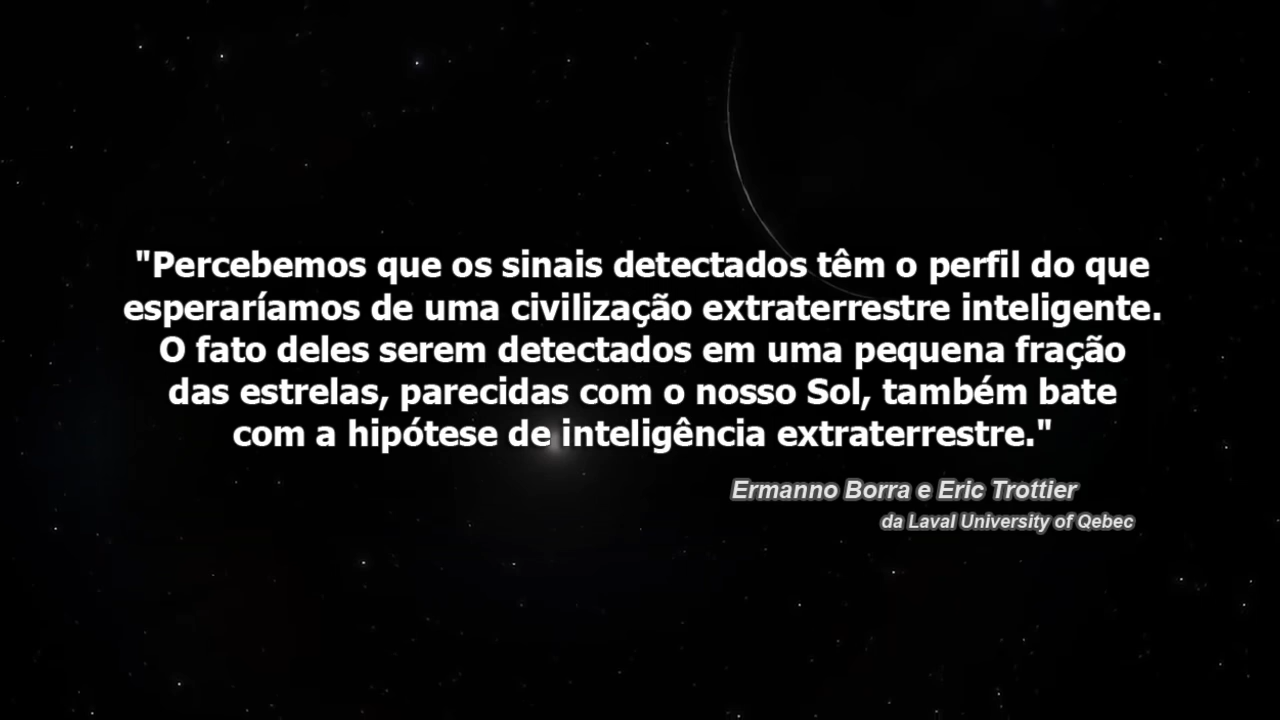 "Percebemos que os sinais detectados têm o perfil do que
esperaríamos de uma civilização extraterrestre inteligente.
O fato deles serem detectados em uma pequena fração
das estrelas, parecidas com o nosso Sol, também bate
com a hipótese de inteligência extraterrestre."
Ermanno Borra e Eric Trottier
da Laval University of Qebec